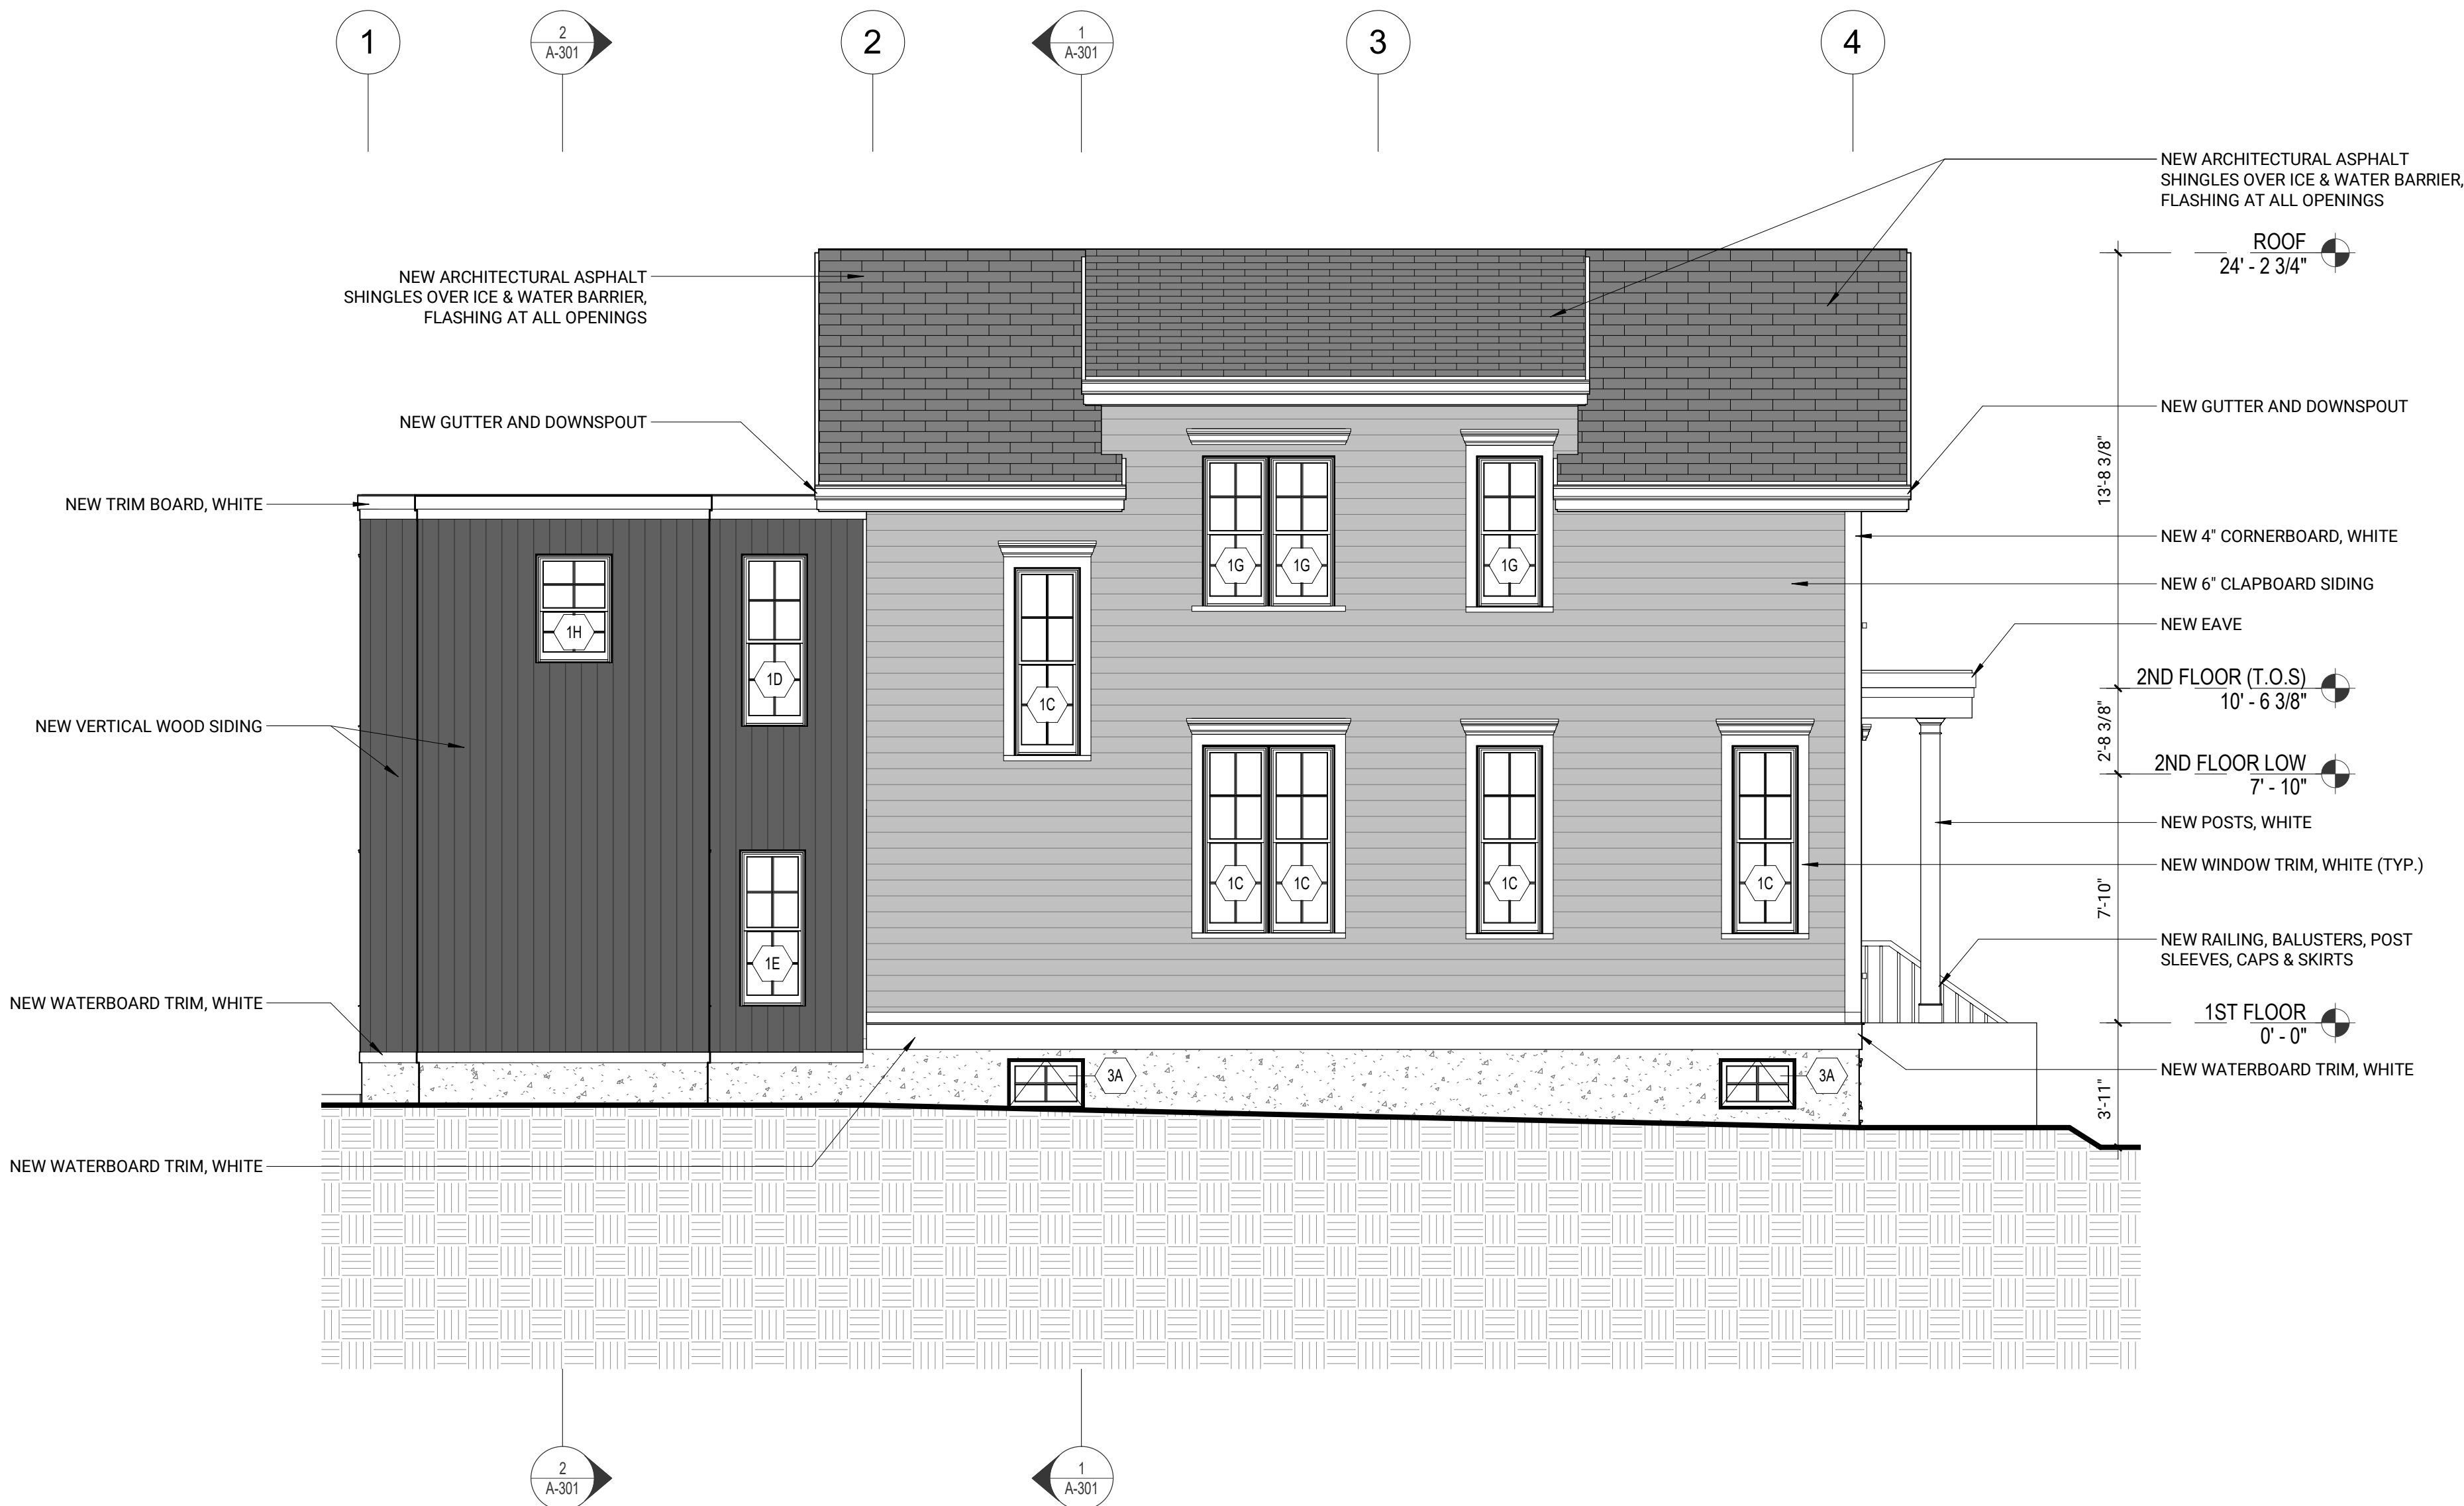 1
2
A-301
2
1
A-301
3
4
NEW ARCHITECTURAL ASPHALT
SHINGLES OVER ICE & WATER BARRIER,
FLASHING AT ALL OPENINGS
ROOF
24' - 2 3/4"
NEW ARCHITECTURAL ASPHALT
SHINGLES OVER ICE & WATER BARRIER,
FLASHING AT ALL OPENINGS
NEW GUTTER AND DOWNSPOUT
NEW GUTTER AND DOWNSPOUT
13'-8 3/8"
NEW TRIM BOARD, WHITE
NEW 4" CORNERBOARD, WHITE
1G
1G
1G
NEW 6" CLAPBOARD SIDING
NEW EAVE
1H
1D
1C
2ND FLOOR (T.O.S)
10' - 6 3/8"
NEW VERTICAL WOOD SIDING
2'-8 3/8"
2ND FLOOR LOW
7' - 10"
NEW POSTS, WHITE
NEW WINDOW TRIM, WHITE (TYP.)
1C
1C
1C
1C
7'-10"
NEW RAILING, BALUSTERS, POST
SLEEVES, CAPS & SKIRTS
1E
NEW WATERBOARD TRIM, WHITE
1ST FLOOR
0' - 0"
NEW WATERBOARD TRIM, WHITE
3A
3A
3'-11"
NEW WATERBOARD TRIM, WHITE
2
A-301
1
A-301